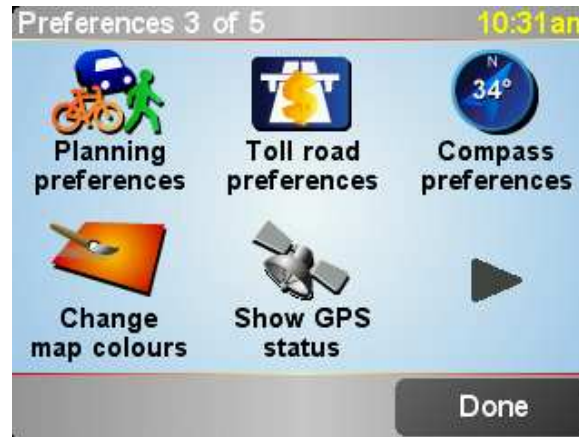 Preferences 3 of 5
10:31am
N
34°
Planning
preferences
Toll road
preferences
Compass
preferences
$
Change
map colours
Show GPS
status
Done